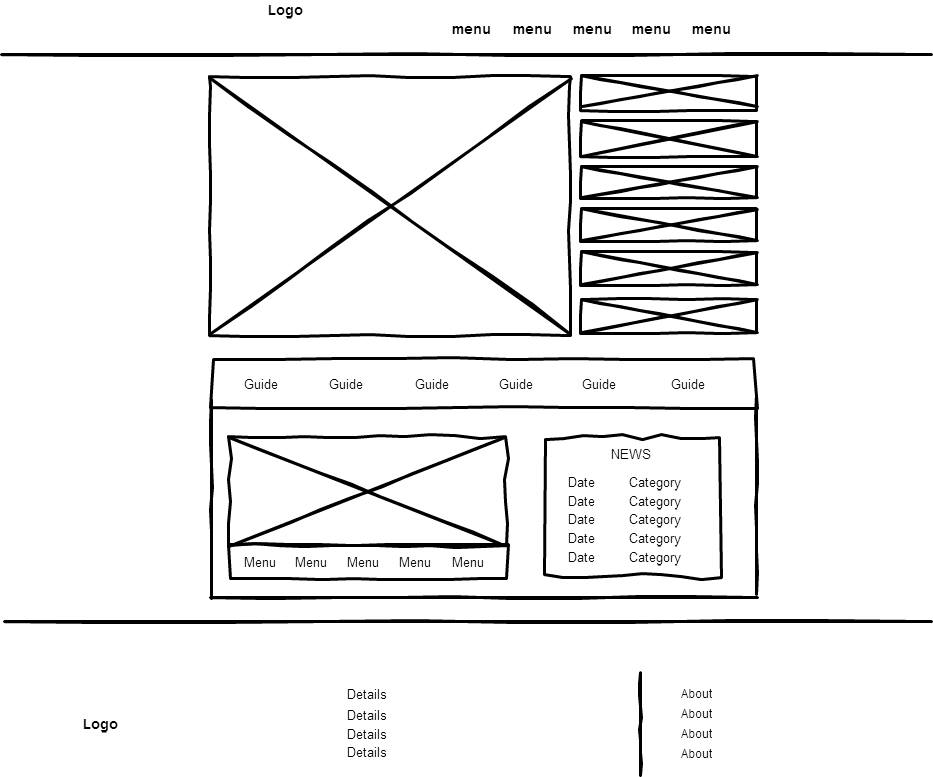 Logo
menu menu menu menu menu
Guide Guide Guide Guide Guide Guide
NEWS
Date Category
Date Category
Date Category
Date Category
Date Category
Menu Menu Menu Menu Menu
Logo
Details
Details
Details
Details
About
About
About
About